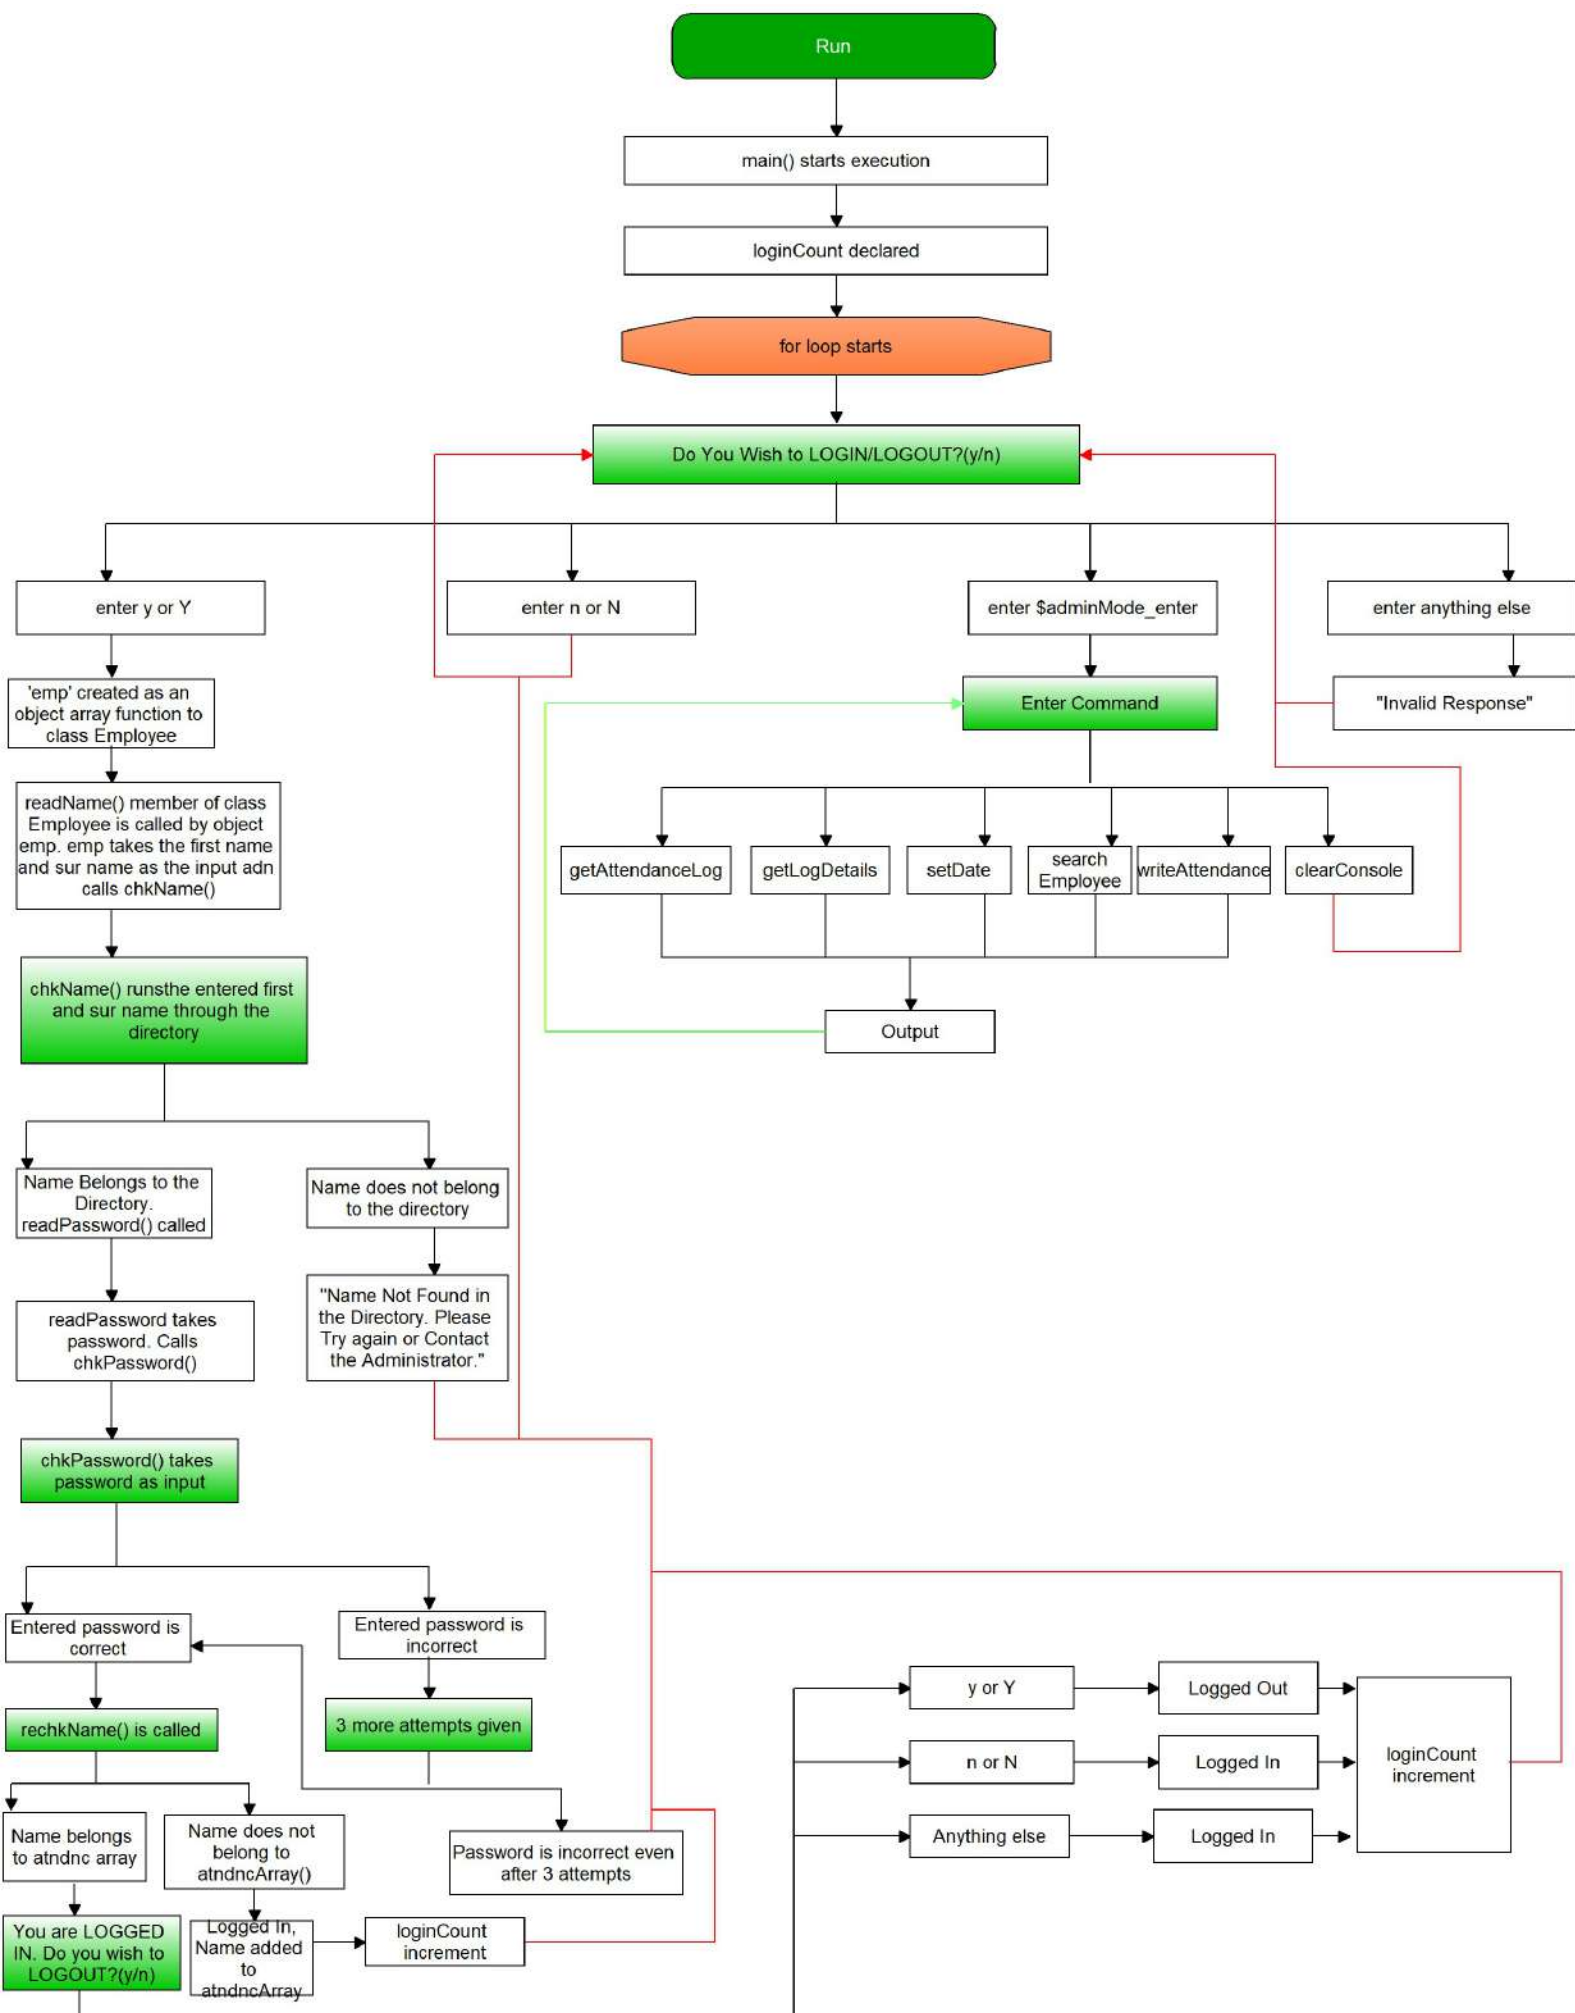 Run
main() starts execution
loginCount declared
for loop starts
Do You Wish to LOGIN/LOGOUT?(y/n)
enter y or Y
enter n or N
enter $adminMode_enter
enter anything else
'emp' created as an
object array function to
class Employee
Enter Command
"Invalid Response"
readName() member of class
Employee is called by object
emp. emp takes the first name
and sur name as the input adn
calls chkName()
getAttendanceLog
getLogDetails
setDate
search
Employee
writeAttendance
clearConsole
chkName() runsthe entered first
and sur name through the
directory
Output
Name Belongs to the
Directory.
readPassword() called
Name does not belong
to the directory
readPassword takes
password. Calls
chkPassword()
"Name Not Found in
the Directory. Please
Try again or Contact
the Administrator."
chkPassword() takes
password as input
Entered password is
correct
Entered password is
incorrect
rechkName() is called
3 more attempts given
y or Y
Logged Out
n or N
Logged In
Anything else
Logged In
loginCount
increment
Name belongs
to atndnc array
Name does not
belong to
atndncArray()
Password is incorrect even
after 3 attempts
You are LOGGED
IN. Do you wish to
LOGOUT?(y/n)
Logged In,
Name added
to
atndncArray
loginCount
increment